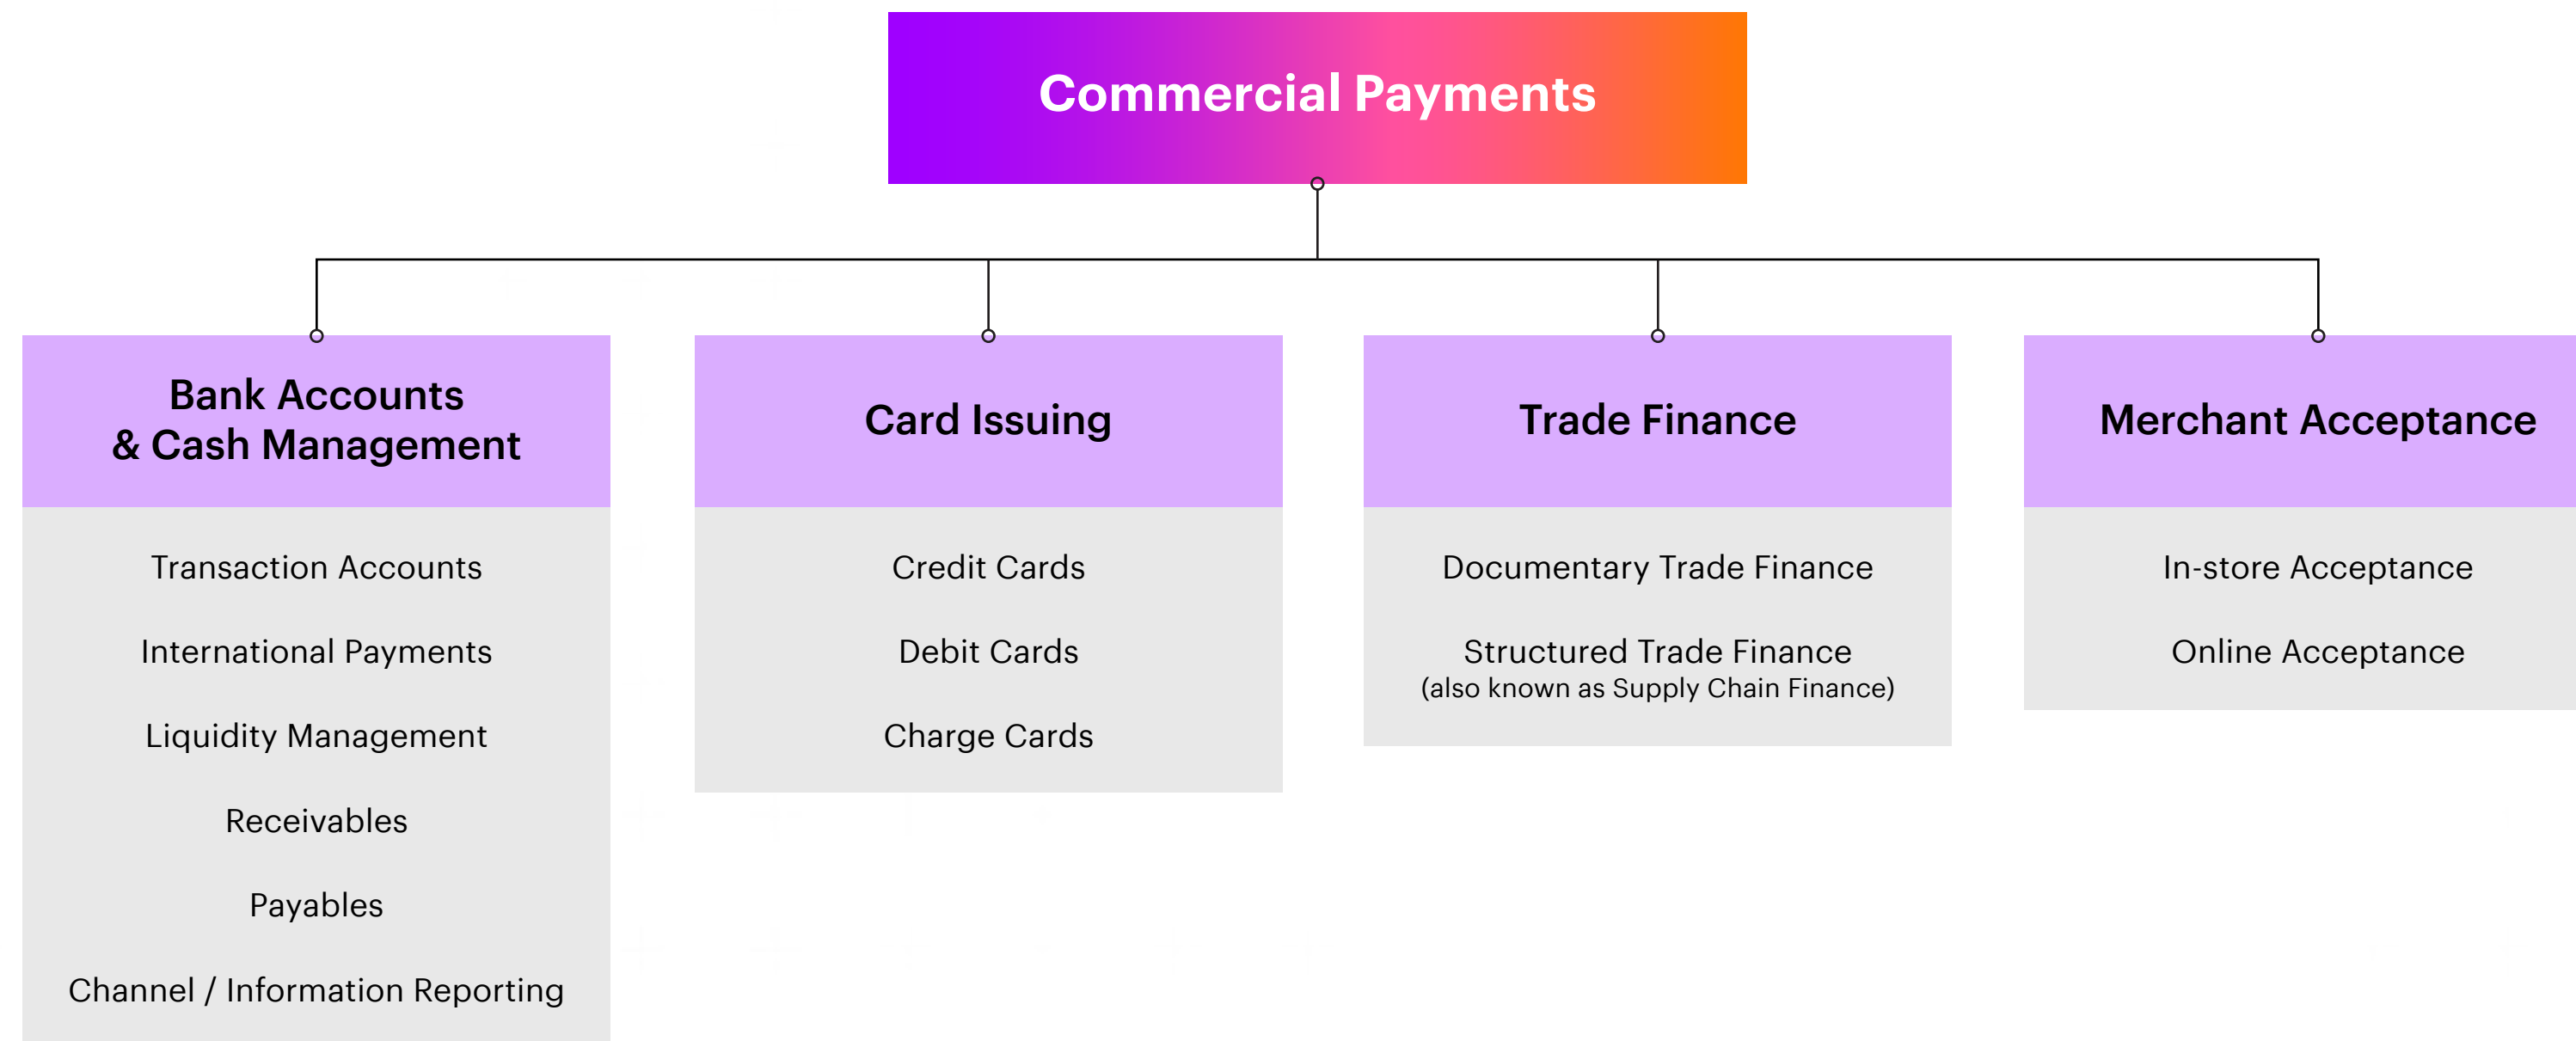 Commercial Payments
Bank Accounts
& Cash Management
Transaction Accounts
International Payments
Liquidity Management
Receivables
Payables
Channel / Information Reporting
Card Issuing
Credit Cards
Debit Cards
Charge Cards
Trade Finance
Documentary Trade Finance
Structured Trade Finance
(also known as Supply Chain Finance)
Merchant Acceptance
In-store Acceptance
Online Acceptance